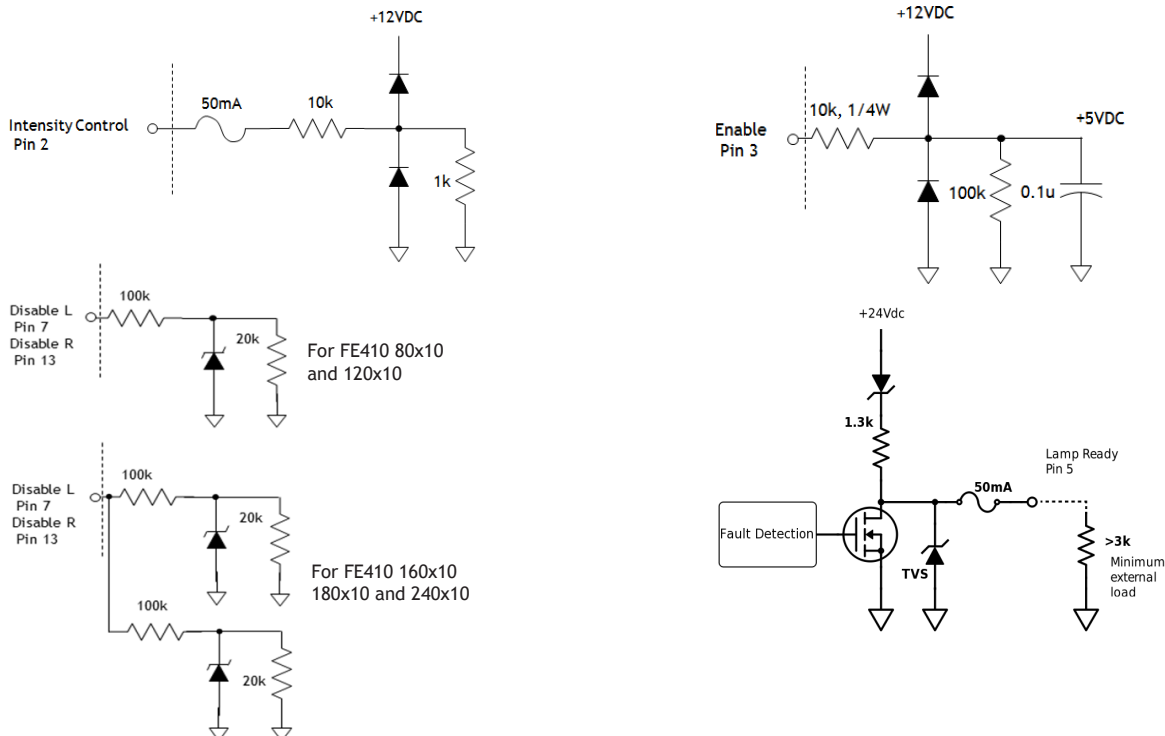 +12VDC
50mA
10k
Intensity Control
Pin 2
1k
+12VDC
10k, 1/4W
+5VDC
Enable
Pin 3
100k
0.1u
100k
Disable L
Pin 7
Disable R
Pin 13
20k
For FE410 80x10
and 120x10
100k
Disable L
Pin 7
Disable R
Pin 13
20k
For FE410 160x10
180x10 and 240x10
100k
20k
+24Vdc
1.3k
Lamp Ready
Pin 5
50mA
Fault Detection
TVS
>3k
Minimum
external
load